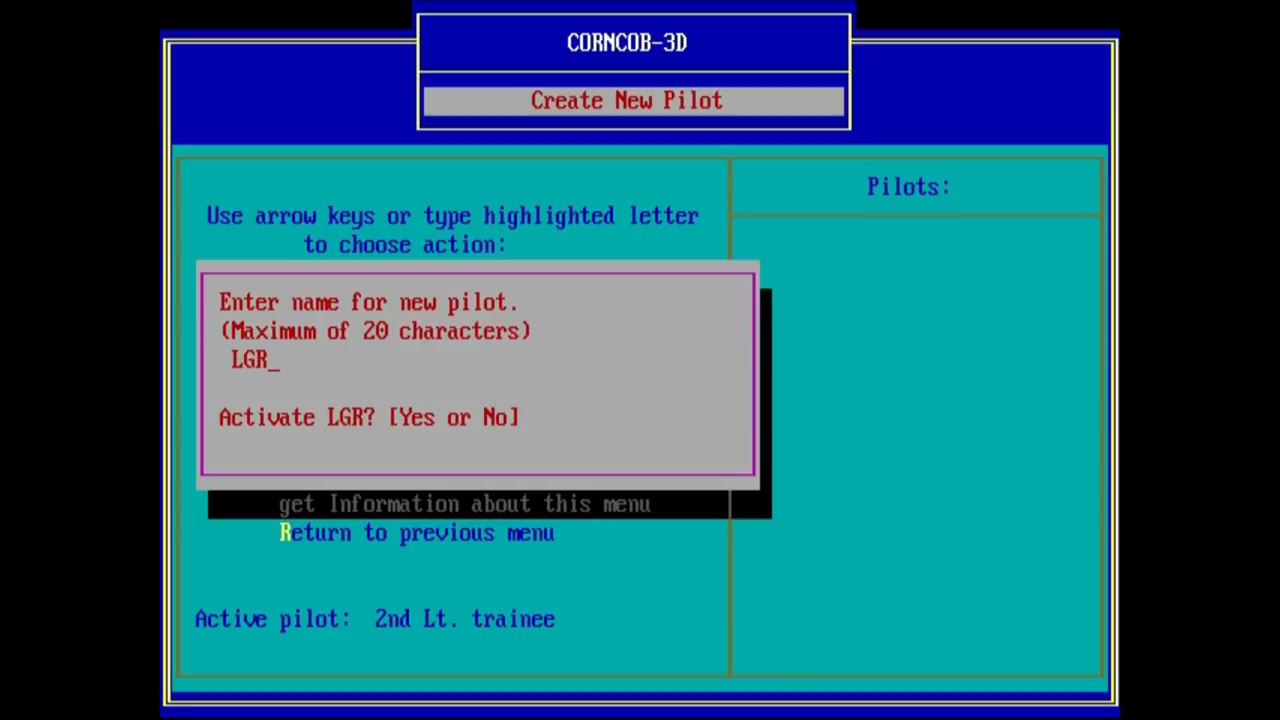 CORNCOB-3D
Create New Pilot
Pilots:
Use arrow keys or type highlighted letter
to choose action:
Enter name for new pilot.
(Maximum of 20 characters)
LGR_
Activate LGR? [Yes or No]
get Information about this menu
Return to previous menu
Active pilot: 2nd Lt. trainee